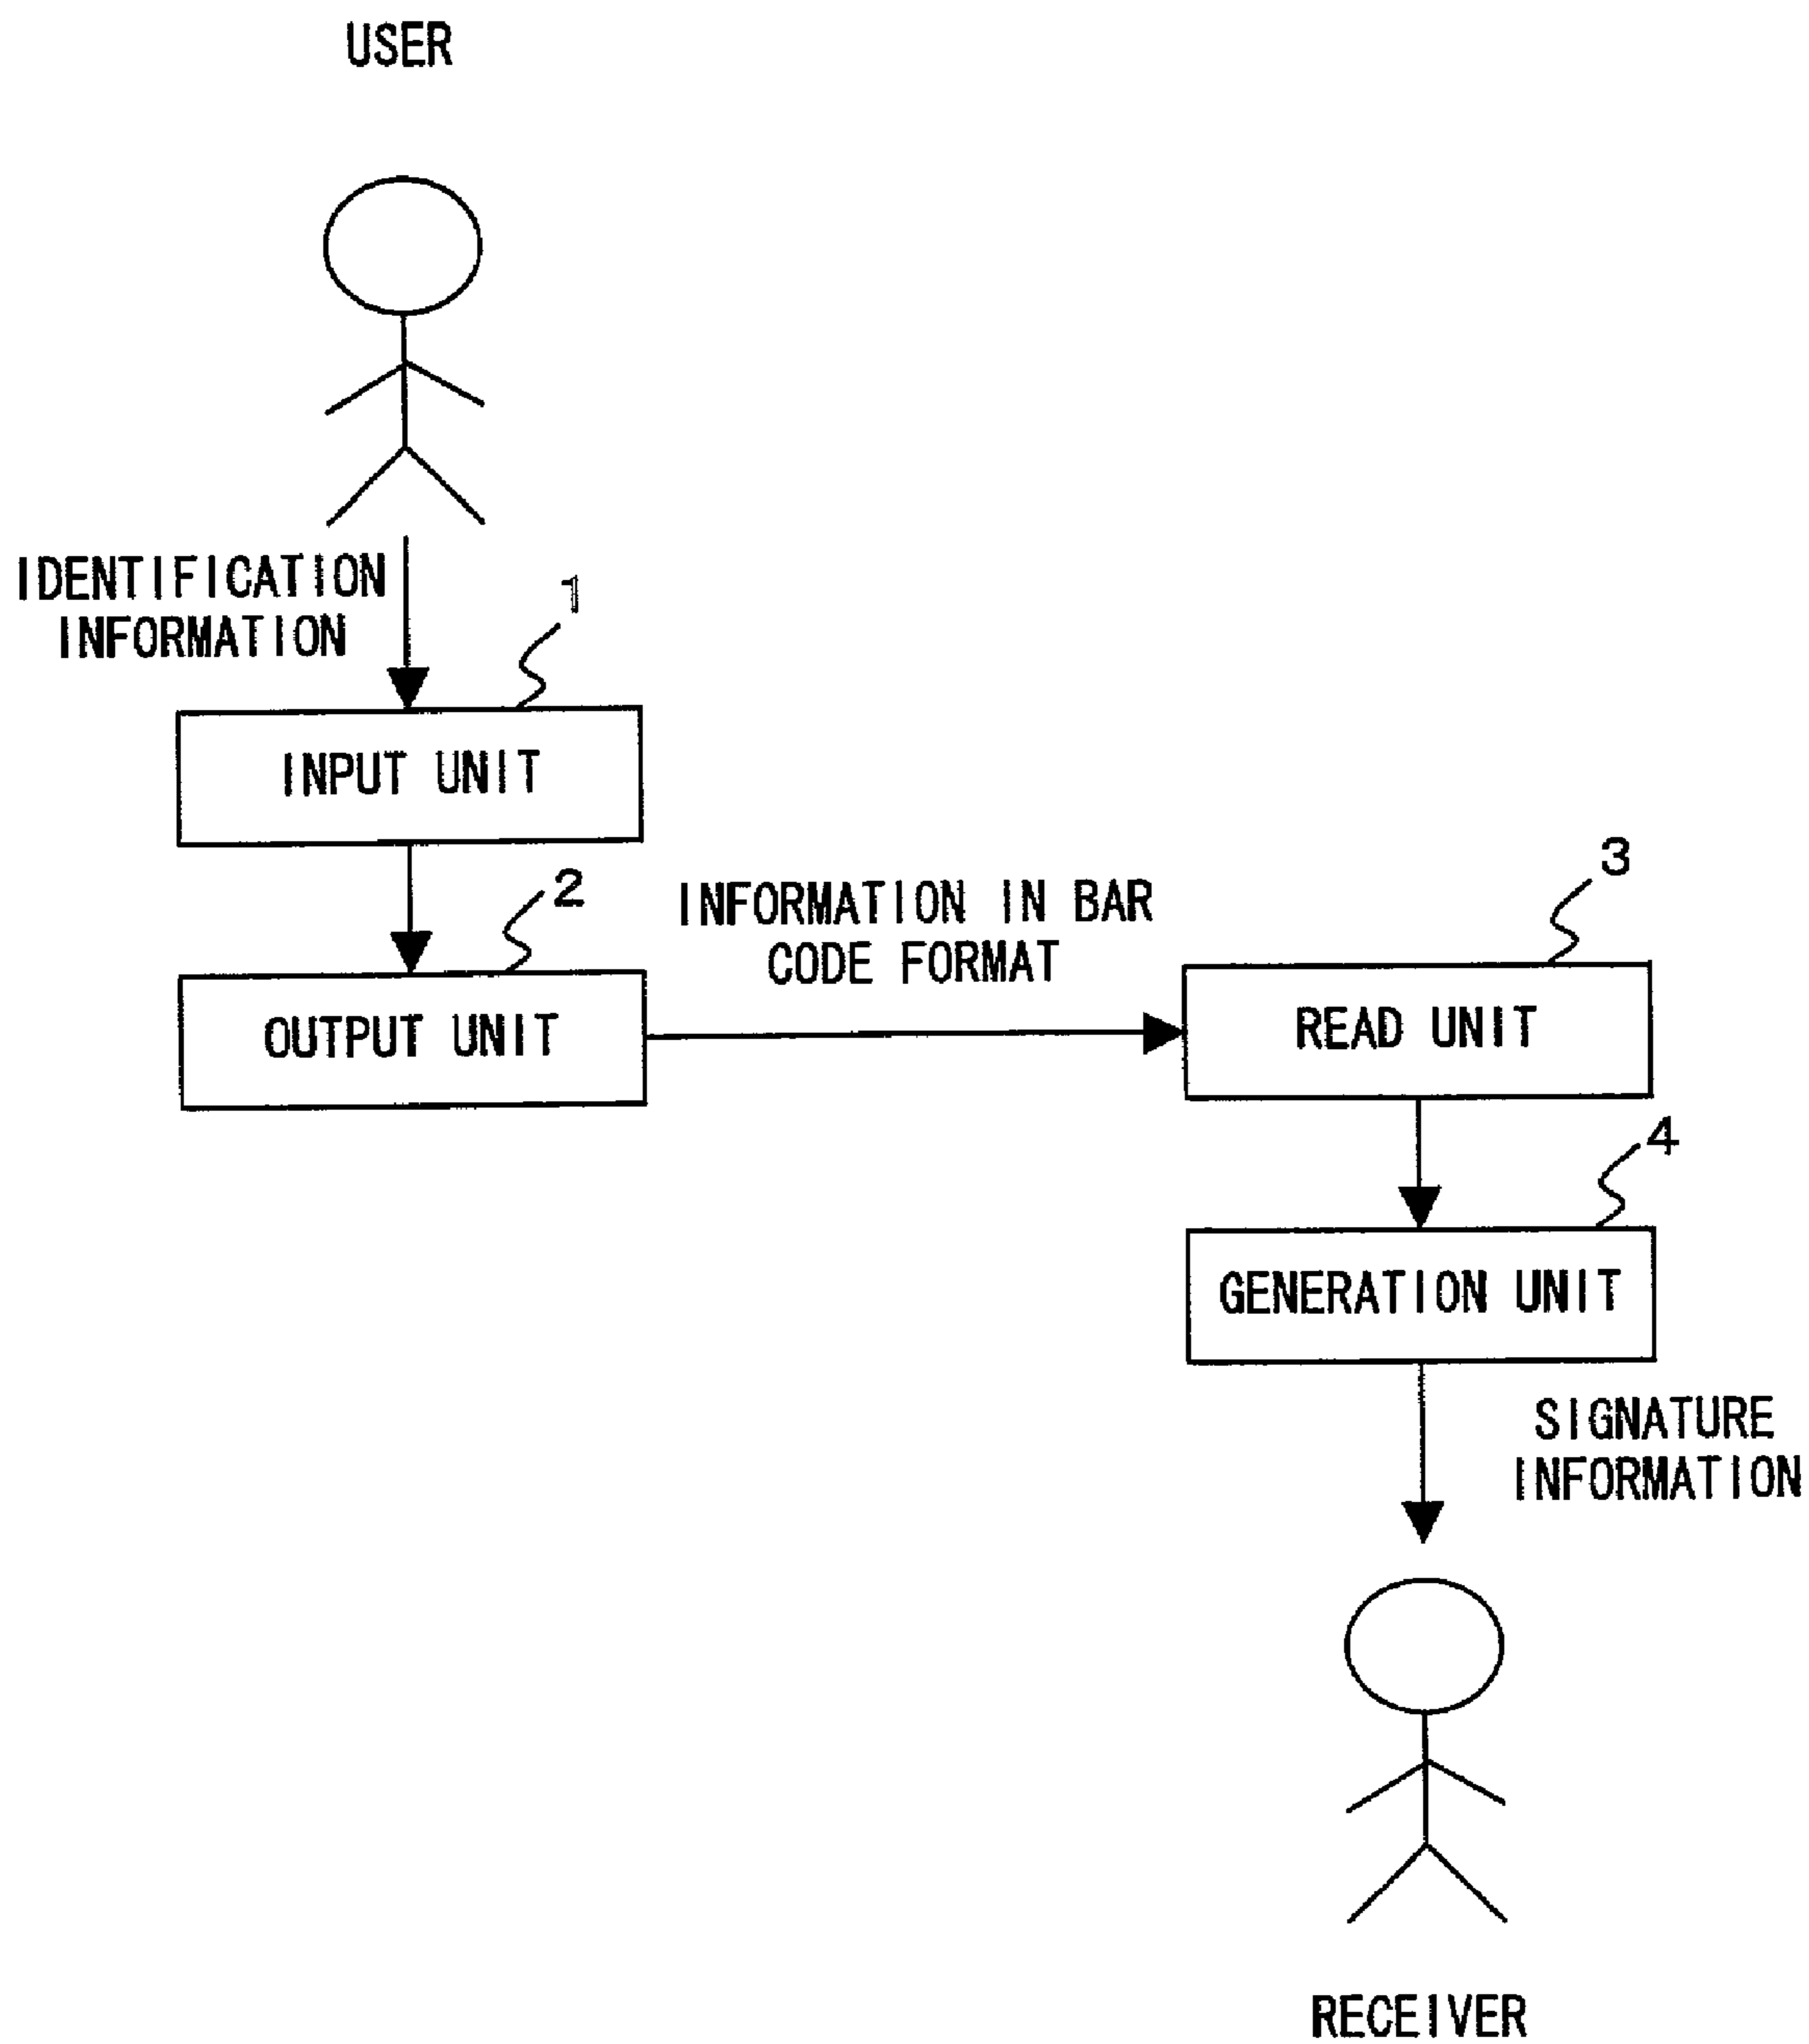 USER
IDENTIFICATION
INFORMATION
1
INPUT UNIT
2
OUTPUT UNIT
INFORMATION IN BAR
CODE FORMAT
3
READ UNIT
4
GENERATION UNIT
SIGNATURE
INFORMATION
RECEIVER